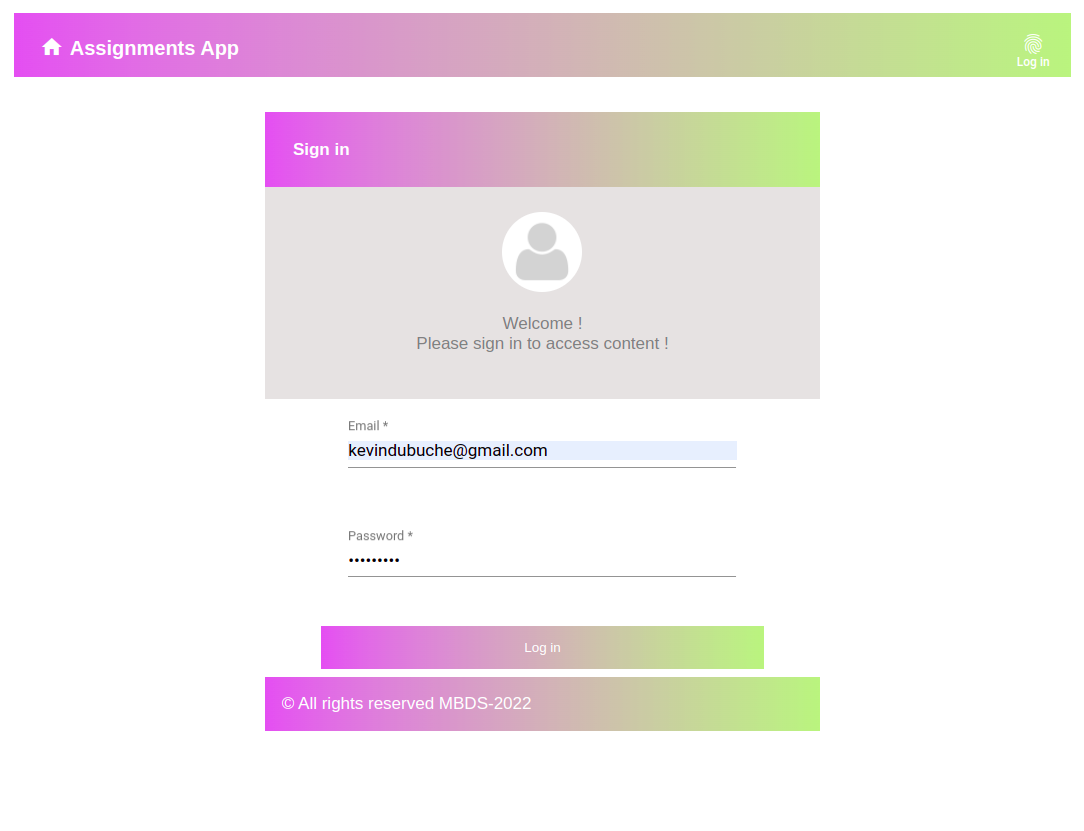 Assignments App
Log in
Sign in
Welcome !
Please sign in to access content !
Email *
kevindubuche@gmail.com
Password *
•••••••••
Log in
© All rights reserved MBDS-2022